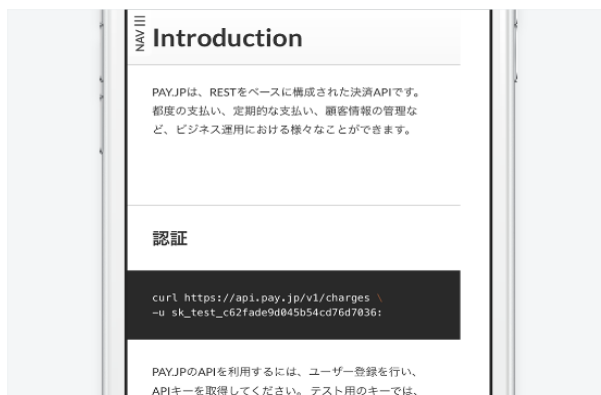 NAV
Introduction
PAY.JPは、RESTをベースに構成された決済APIです。
都度の支払い、定期的な支払い、顧客情報の管理な
ど、ビジネス運用における様々なことができます。
認証
curl https://api.pay.jp/v1/charges \
-u sk_test_c62fade9d045b54cd76d7036:
PAY.JPのAPIを利用するには、ユーザー登録を行い、
APIキーを取得してください。 テスト用のキーでは、